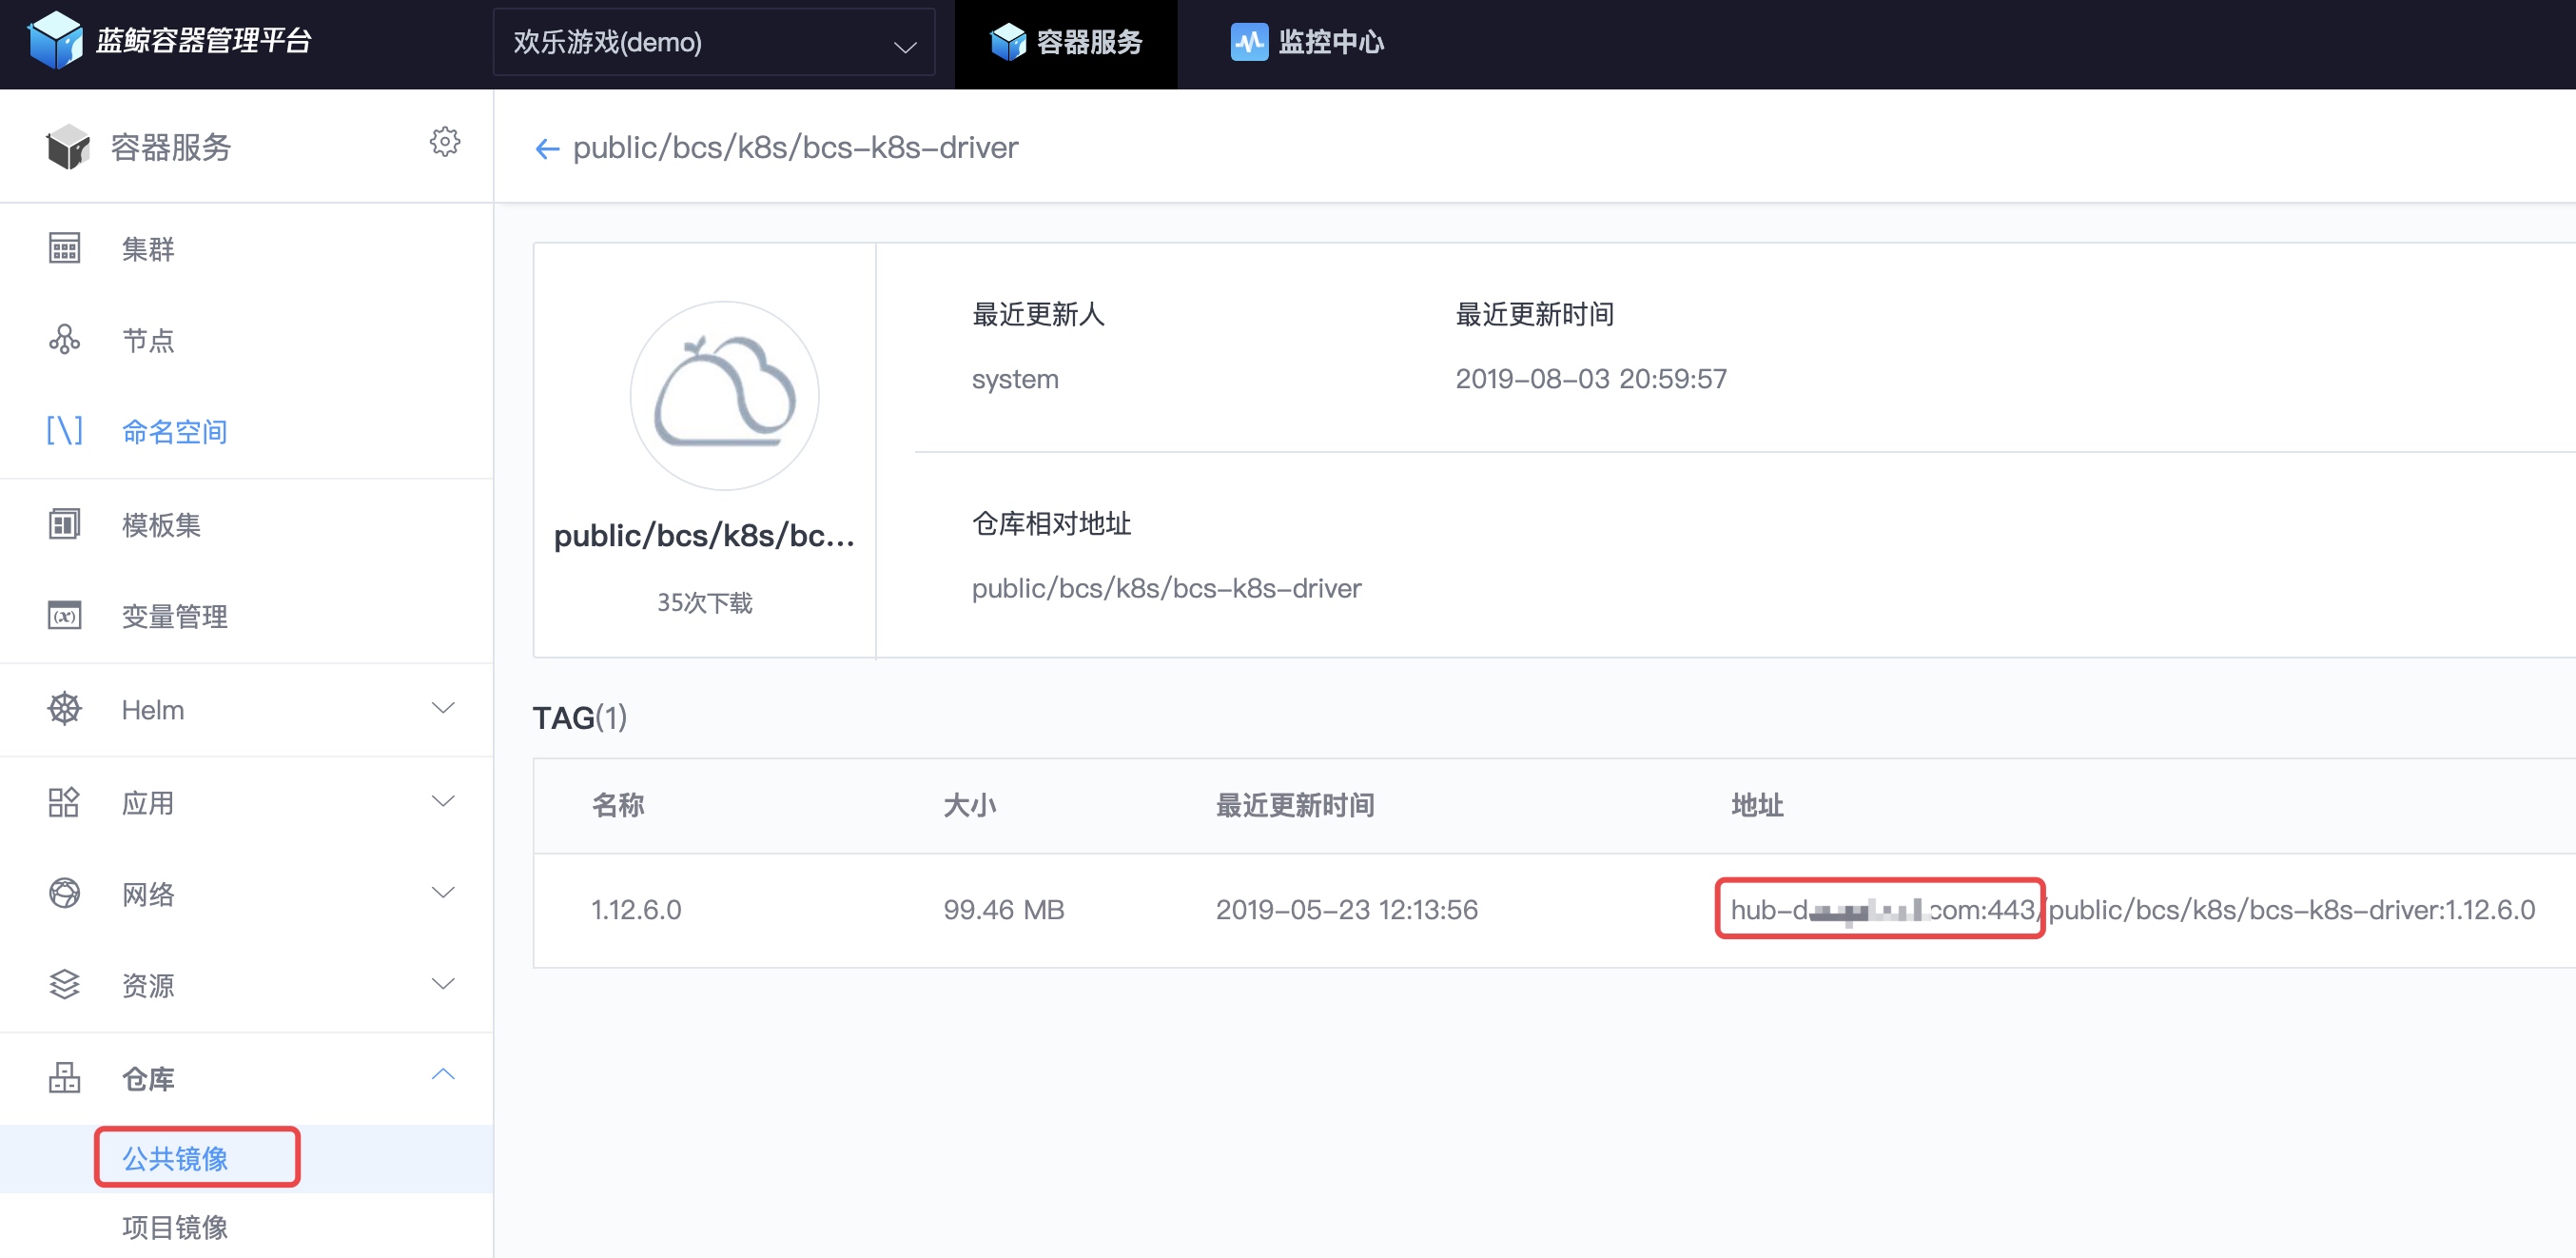 蓝鲸容器管理平台
欢乐游戏(demo)
容器服务
监控中心
容器服务
public/bcs/k8s/bcs-k8s-driver
集群
节点
命名空间
模板集
变量管理
Helm
应用
网络
资源
仓库
公共镜像
项目镜像
public/bcs/k8s/bc...
35次下载
最近更新人
system
最近更新时间
2019-08-03 20:59:57
仓库相对地址
public/bcs/k8s/bcs-k8s-driver
TAG(1)
名称 大小 最近更新时间 地址
1.12.6.0 99.46 MB 2019-05-23 12:13:56 hub-d com:443/public/bcs/k8s/bcs-k8s-driver:1.12.6.0